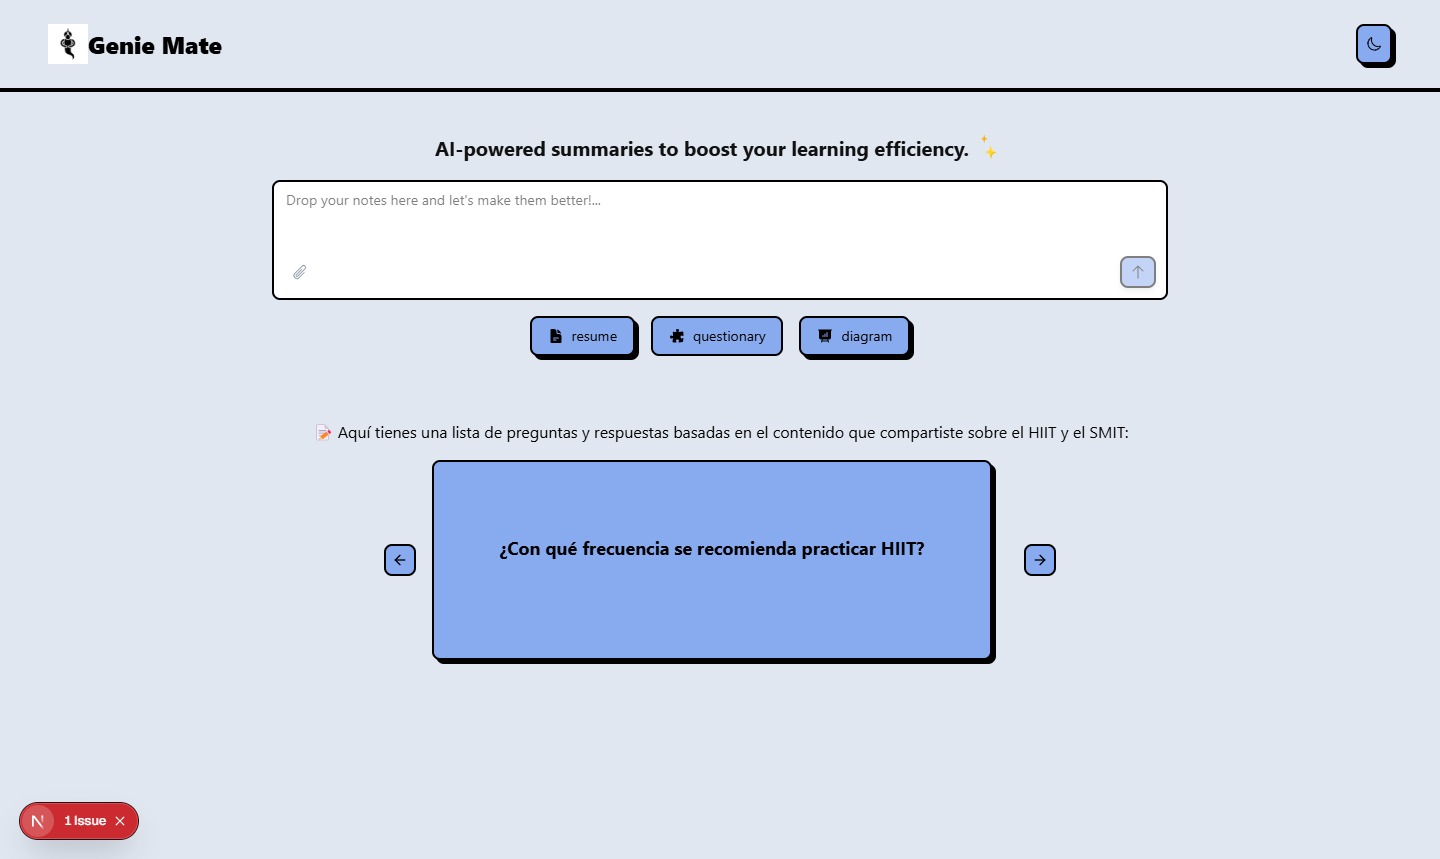 Genie Mate
AI-powered summaries to boost your learning efficiency. ✨
Drop your notes here and let's make them better!...
resume
questionary
diagram
📝 Aquí tienes una lista de preguntas y respuestas basadas en el contenido que compartiste sobre el HIIT y el SMIT:
¿Con qué frecuencia se recomienda practicar HIIT?
N 1 Issue